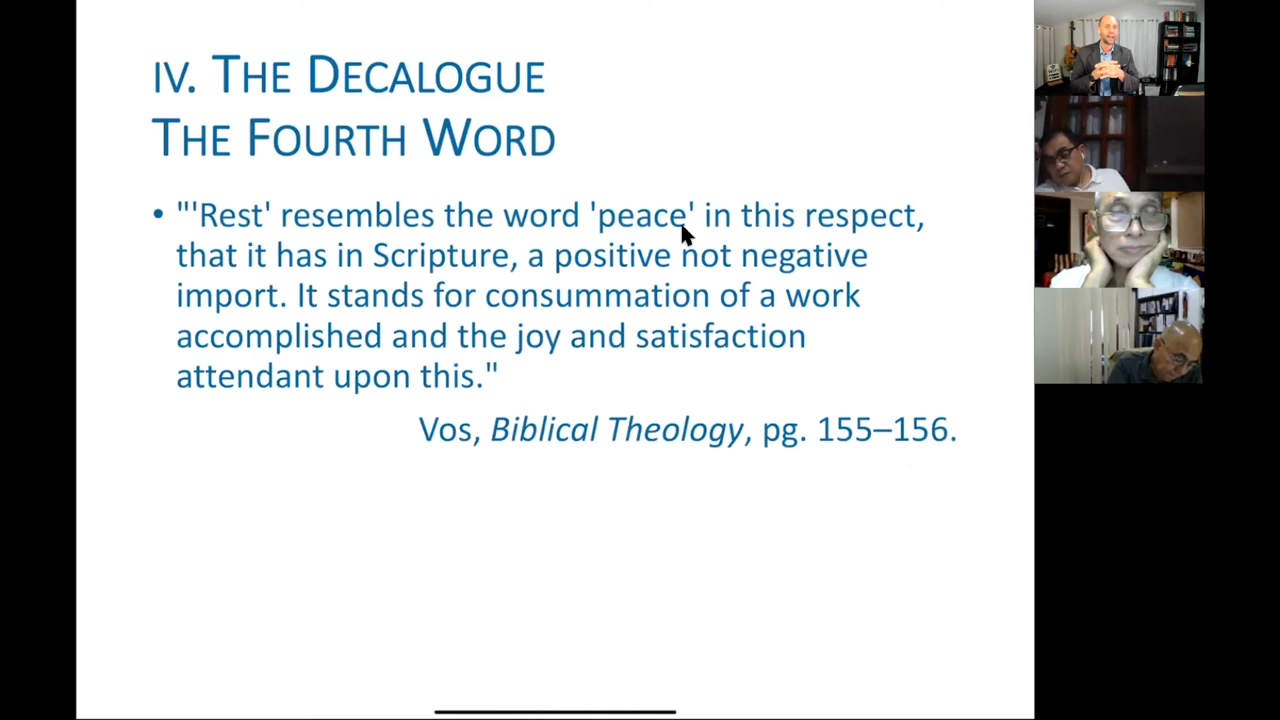 IV. THE DECALOGUE
THE FOURTH WORD
• "'Rest' resembles the word 'peace' in this respect,
that it has in Scripture, a positive not negative
import. It stands for consummation of a work
accomplished and the joy and satisfaction
attendant upon this."
Vos, Biblical Theology, pg. 155–156.